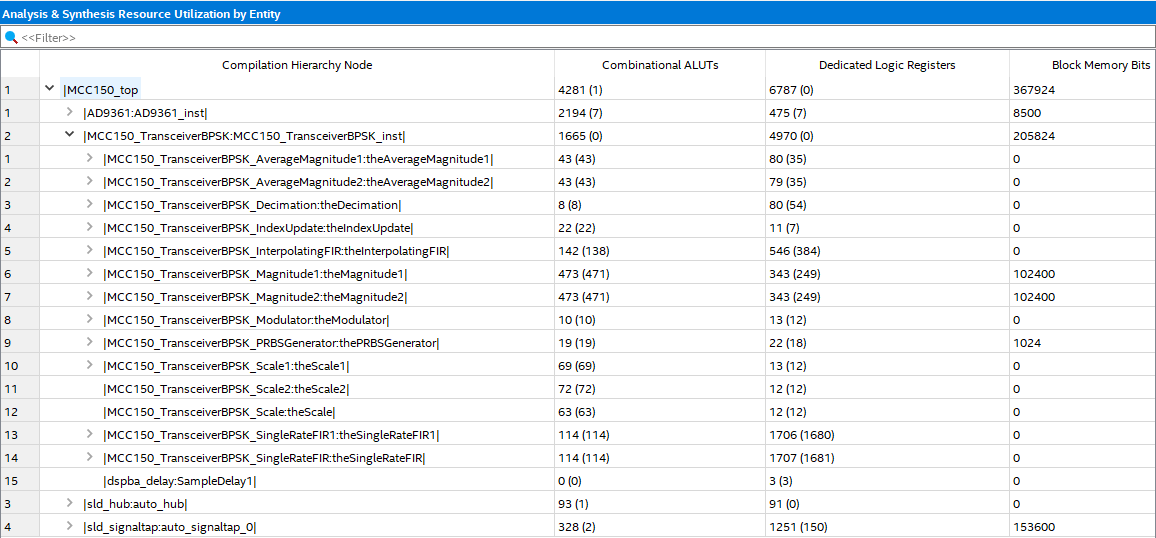 Analysis & Synthesis Resource Utilization by Entity
<<Filter>>
Compilation Hierarchy Node Combinational ALUTs Dedicated Logic Registers Block Memory Bits
1 |MCC150_top 4281 (1) 6787 (0) 367924
1 |AD9361:AD9361_inst| 2194 (7) 475 (7) 8500
2 |MCC150_TransceiverBPSK:MCC150_TransceiverBPSK_inst| 1665 (0) 4970 (0) 205824
1 |MCC150_TransceiverBPSK_AverageMagnitude1:theAverageMagnitude1| 43 (43) 80 (35) 0
2 |MCC150_TransceiverBPSK_AverageMagnitude2:theAverageMagnitude2| 43 (43) 79 (35) 0
3 |MCC150_TransceiverBPSK_Decimation:theDecimation| 8 (8) 80 (54) 0
4 |MCC150_TransceiverBPSK_IndexUpdate:theIndexUpdate| 22 (22) 11 (7) 0
5 |MCC150_TransceiverBPSK_InterpolatingFIR:theInterpolatingFIR| 142 (138) 546 (384) 0
6 |MCC150_TransceiverBPSK_Magnitude1:theMagnitude1| 473 (471) 343 (249) 102400
7 |MCC150_TransceiverBPSK_Magnitude2:theMagnitude2| 473 (471) 343 (249) 102400
8 |MCC150_TransceiverBPSK_Modulator:theModulator| 10 (10) 13 (12) 0
9 |MCC150_TransceiverBPSK_PRBSGenerator:thePRBSGenerator| 19 (19) 22 (18) 1024
10 |MCC150_TransceiverBPSK_Scale1:theScale1| 69 (69) 13 (12) 0
11 |MCC150_TransceiverBPSK_Scale2:theScale2| 72 (72) 12 (12) 0
12 |MCC150_TransceiverBPSK_Scale:theScale| 63 (63) 12 (12) 0
13 |MCC150_TransceiverBPSK_SingleRateFIR1:theSingleRateFIR1| 114 (114) 1706 (1680) 0
14 |MCC150_TransceiverBPSK_SingleRateFIR:theSingleRateFIR| 114 (114) 1707 (1681) 0
15 |dspba_delay:SampleDelay1| 0 (0) 3 (3) 0
3 |sld_hub:auto_hub| 93 (1) 91 (0) 0
4 |sld_signaltap:auto_signaltap_0| 328 (2) 1251 (150) 153600